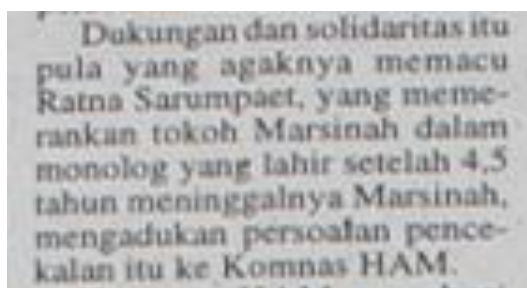 Dukungan dan solidaritas itu
pula yang agaknya memacu
Ratna Sarumpaet, yang meme-
rankan tokoh Marsinah dalam
monolog yang lahir setelah 4,5
tahun meninggalnya Marsinah,
mengadukan persoalan pence-
kalan itu ke Komnas HAM.